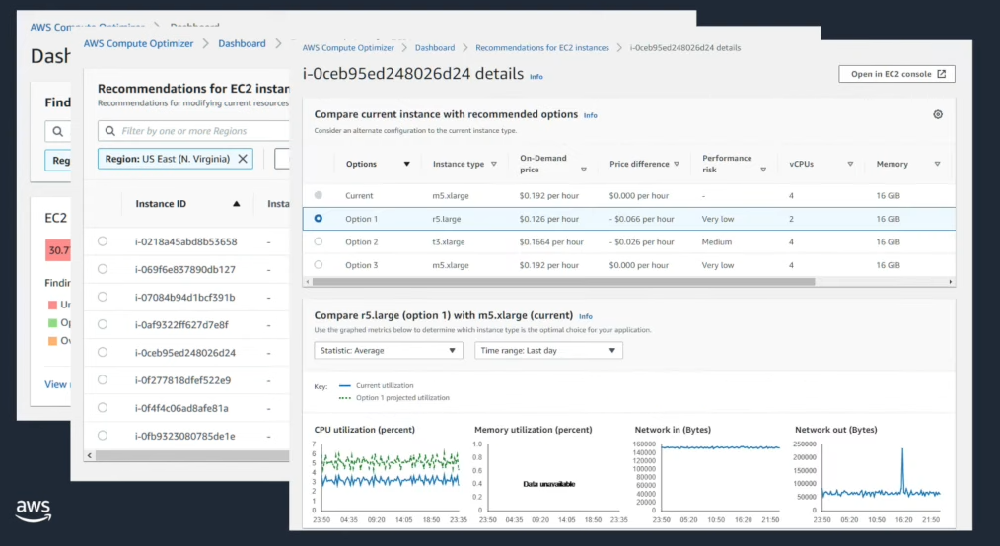 AWS Compute Optimizer > Dashboard
Dash
Find
Reg
EC2
30.7
Findin
Un
Op
Ov
View
AWS Compute Optimizer > Dashboard >
Recommendations for EC2 instan
Recommendations for modifying current resources
Filter by one or more Regions
Region: US East (N. Virginia) X
Instance ID Insta
i-0218a45abd8b53658 -
i-069f6e837890db127 -
i-07084b94d1bcf391b -
i-0af9322ff627d7e8f -
i-0ceb95ed248026d24 -
i-0f277818dfef522e9 -
i-0f4f4c06ad8afe81a -
i-0fb9323080785de1e -
AWS Compute Optimizer > Dashboard > Recommendations for EC2 instances > i-0ceb95ed248026d24 details
i-0ceb95ed248026d24 details Info
Open in EC2 console
Compare current instance with recommended options Info
Consider an alternate configuration to the current instance type.
Options Instance type On-Demand price Price difference Performance risk vCPUs Memory
Current m5.xlarge $0.192 per hour $0.000 per hour - 4 16 GiB
Option 1 r5.large $0.126 per hour - $0.066 per hour Very low 2 16 GiB
Option 2 t3.xlarge $0.1664 per hour - $0.026 per hour Medium 4 16 GiB
Option 3 m5.xlarge $0.192 per hour $0.000 per hour Very low 4 16 GiB
Compare r5.large (option 1) with m5.xlarge (current) Info
Use the graphed metrics below to determine which instance type is the optimal choice for your application.
Statistic: Average Time range: Last day
Key: Current utilization
Option 1 projected utilization
CPU utilization (percent) Memory utilization (percent) Network in (Bytes) Network out (Bytes)
7
6
5
4
3
2
1
0
23:50 04:35 09:20 14:05 18:50 23:35
1.0
0.8
0.6
0.4
0.2
0
Data unavailable
23:50 04:35 09:20 14:05 18:50 23:35
160000
140000
120000
100000
80000
60000
40000
20000
0
23:50 05:20 10:50 16:20 21:50
250000
200000
150000
100000
50000
0
23:50 05:20 10:50 16:20 21:50
aws